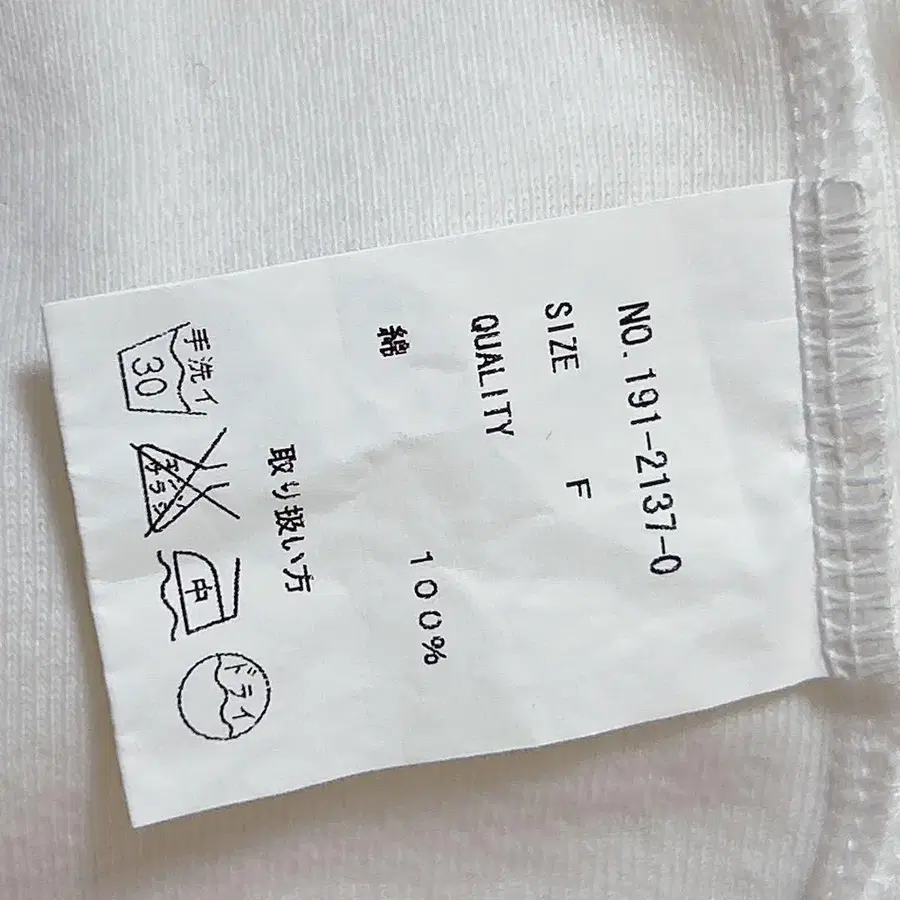 NO. 191-2137-0
SIZE F
QUALITY
綿 100%
取り扱い方
手洗イ
30
エンソ
サラシ
中
ドライ